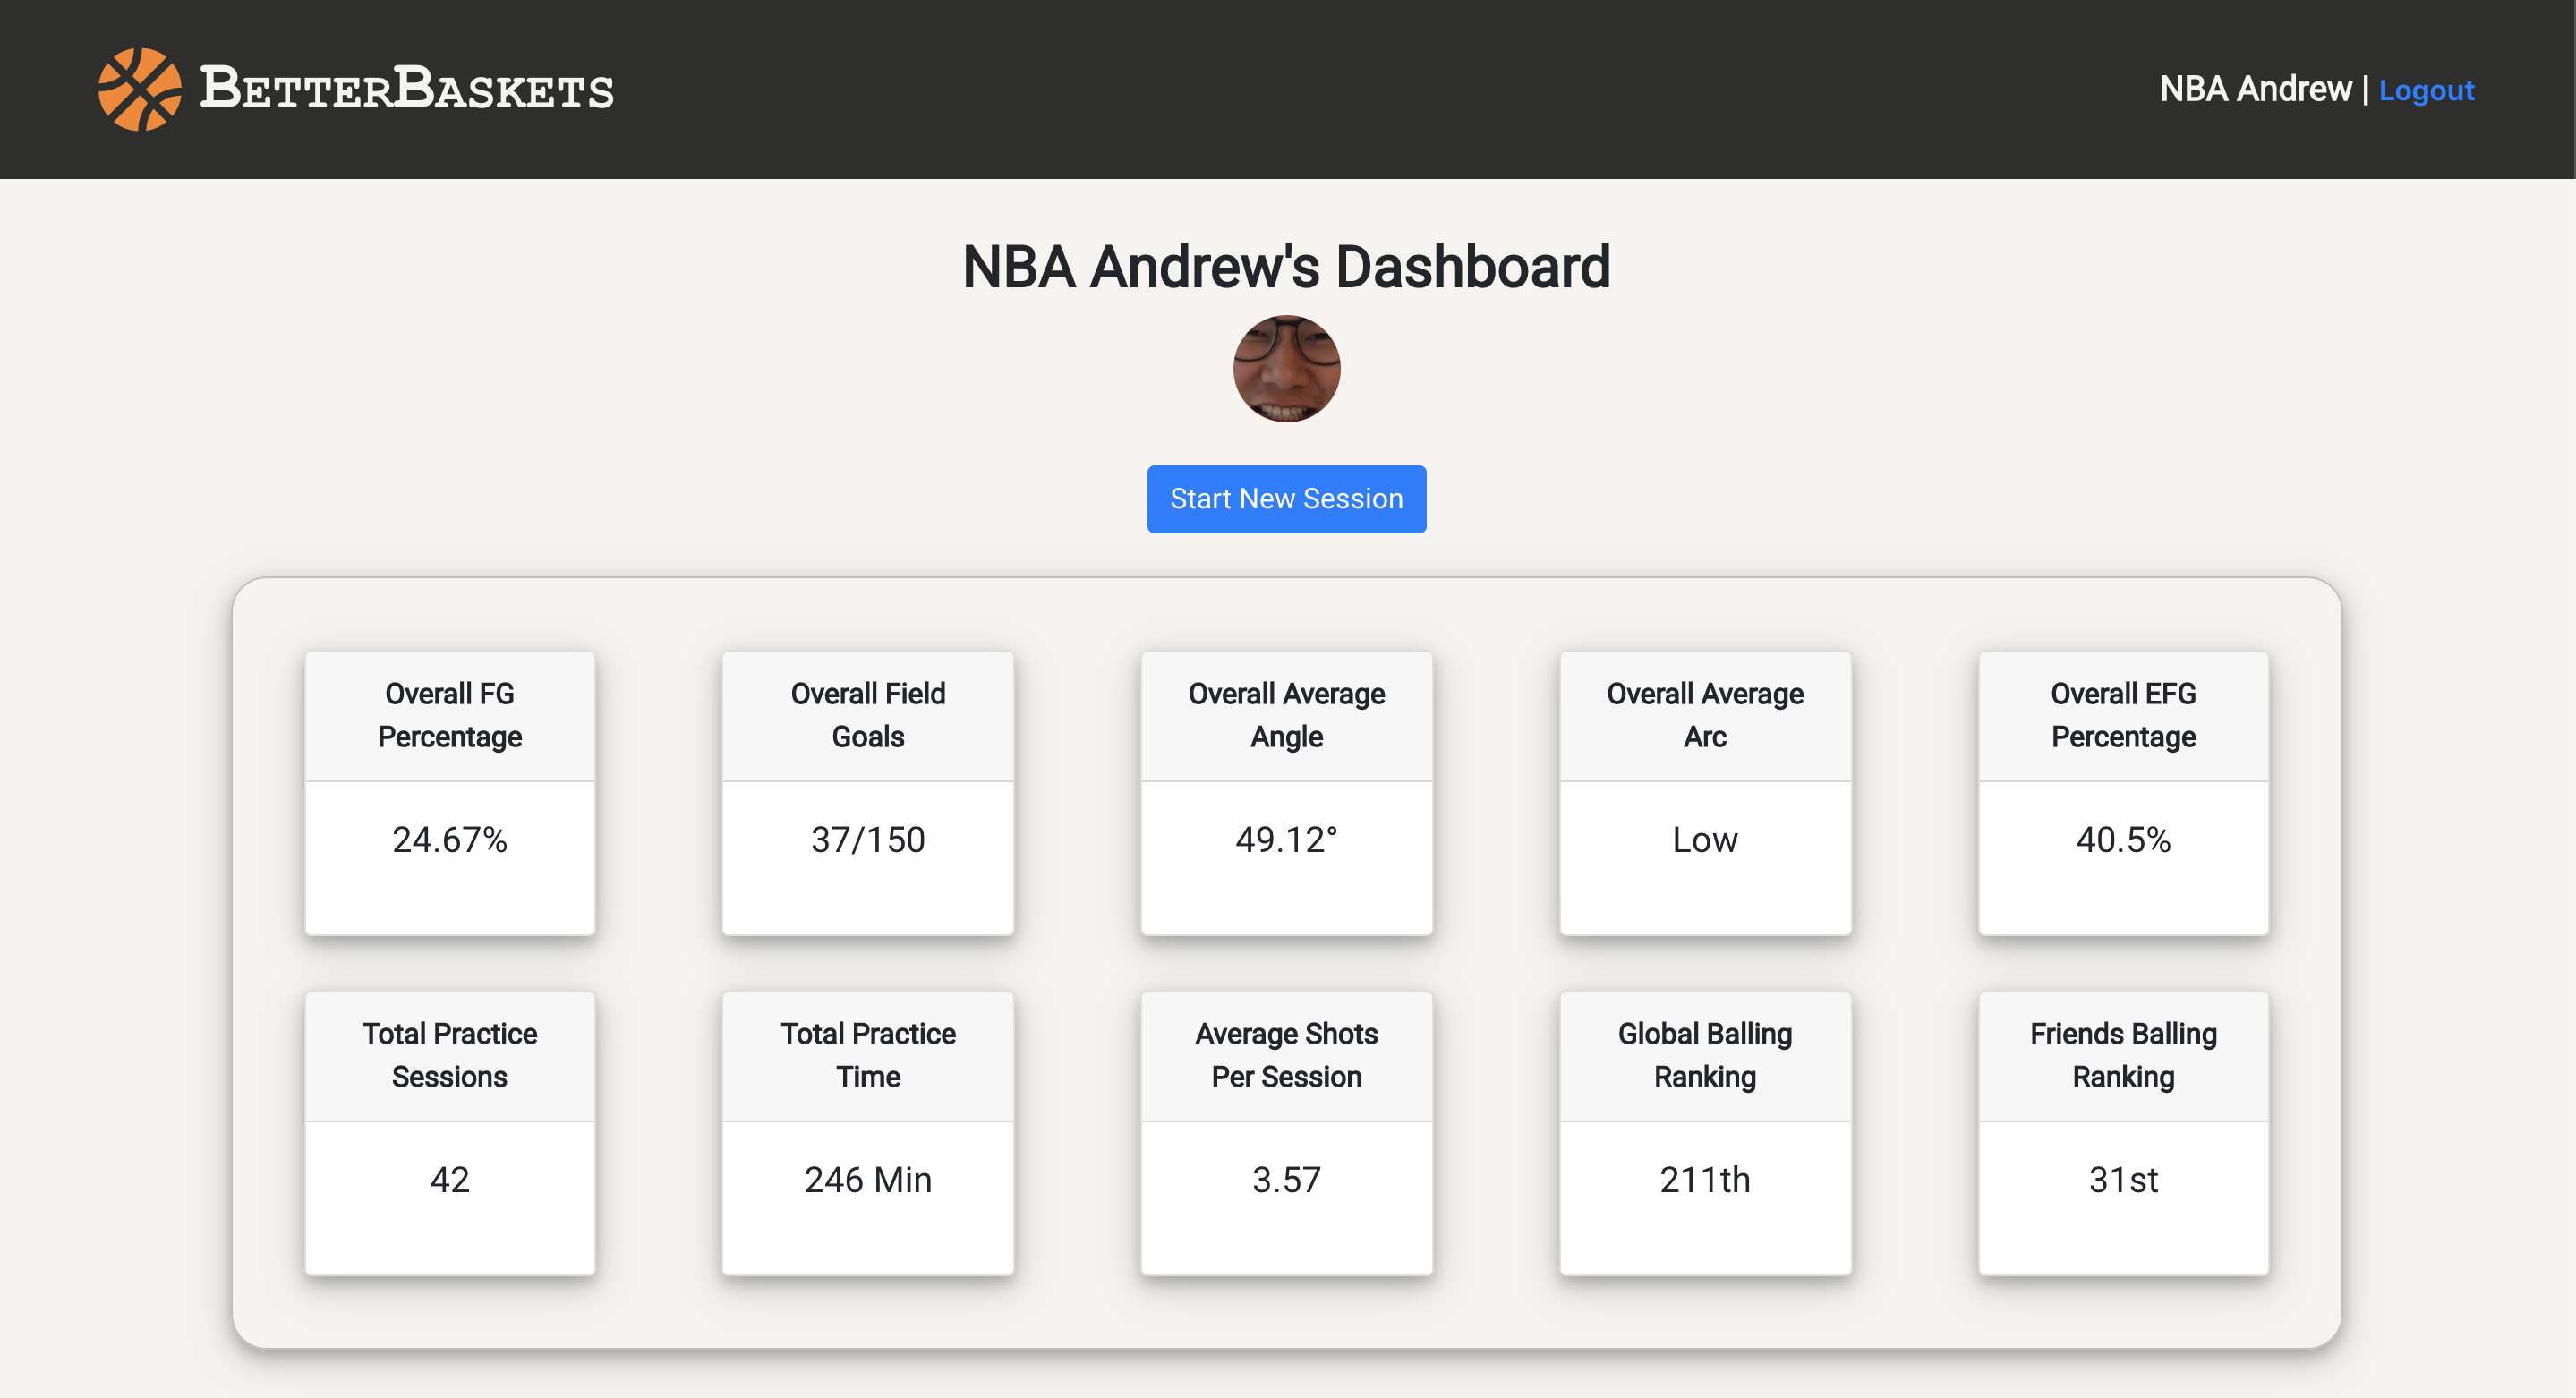 BETTERBASKETS
NBA Andrew | Logout
NBA Andrew's Dashboard
Start New Session
Overall FG
Percentage
24.67%
Overall Field
Goals
37/150
Overall Average
Angle
49.12°
Overall Average
Arc
Low
Overall EFG
Percentage
40.5%
Total Practice
Sessions
42
Total Practice
Time
246 Min
Average Shots
Per Session
3.57
Global Balling
Ranking
211th
Friends Balling
Ranking
31st